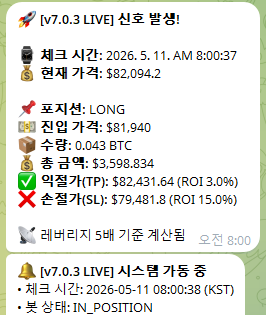 🚀 [v7.0.3 LIVE] 신호 발생!
⌚ 체크 시간: 2026. 5. 11. AM 8:00:37
💰 현재 가격: $82,094.2
📌 포지션: LONG
💵 진입 가격: $81,940
📦 수량: 0.043 BTC
💰 총 금액: $3,598.834
✅ 익절가(TP): $82,431.64 (ROI 3.0%)
❌ 손절가(SL): $79,481.8 (ROI 15.0%)
📡 레버리지 5배 기준 계산됨
오전 8:00
🔔 [v7.0.3 LIVE] 시스템 가동 중
• 체크 시간: 2026-05-11 08:00:38 (KST)
• 봇 상태: IN_POSITION